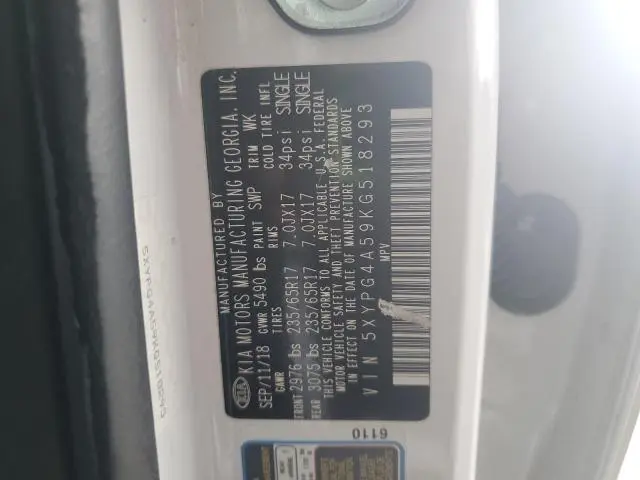 MANUFACTURED BY
KIA KIA MOTORS MANUFACTURING GEORGIA, INC.
SEP/11/18 GVWR 5490 lbs PAINT SWP TRIM WK
GAWR TIRES RIMS COLD TIRE INFL
FRONT 2976 lbs 235/65R17 7.0JX17 34psi SINGLE
REAR 3075 lbs 235/65R17 7.0JX17 34psi SINGLE
THIS VEHICLE CONFORMS TO ALL APPLICABLE U.S.A. FEDERAL
MOTOR VEHICLE SAFETY AND THEFT PREVENTION STANDARDS
IN EFFECT ON THE DATE OF MANUFACTURE SHOWN ABOVE
VIN 5XYPG4A59KG518293
MPV
6110
5XYPG4A59KG518293